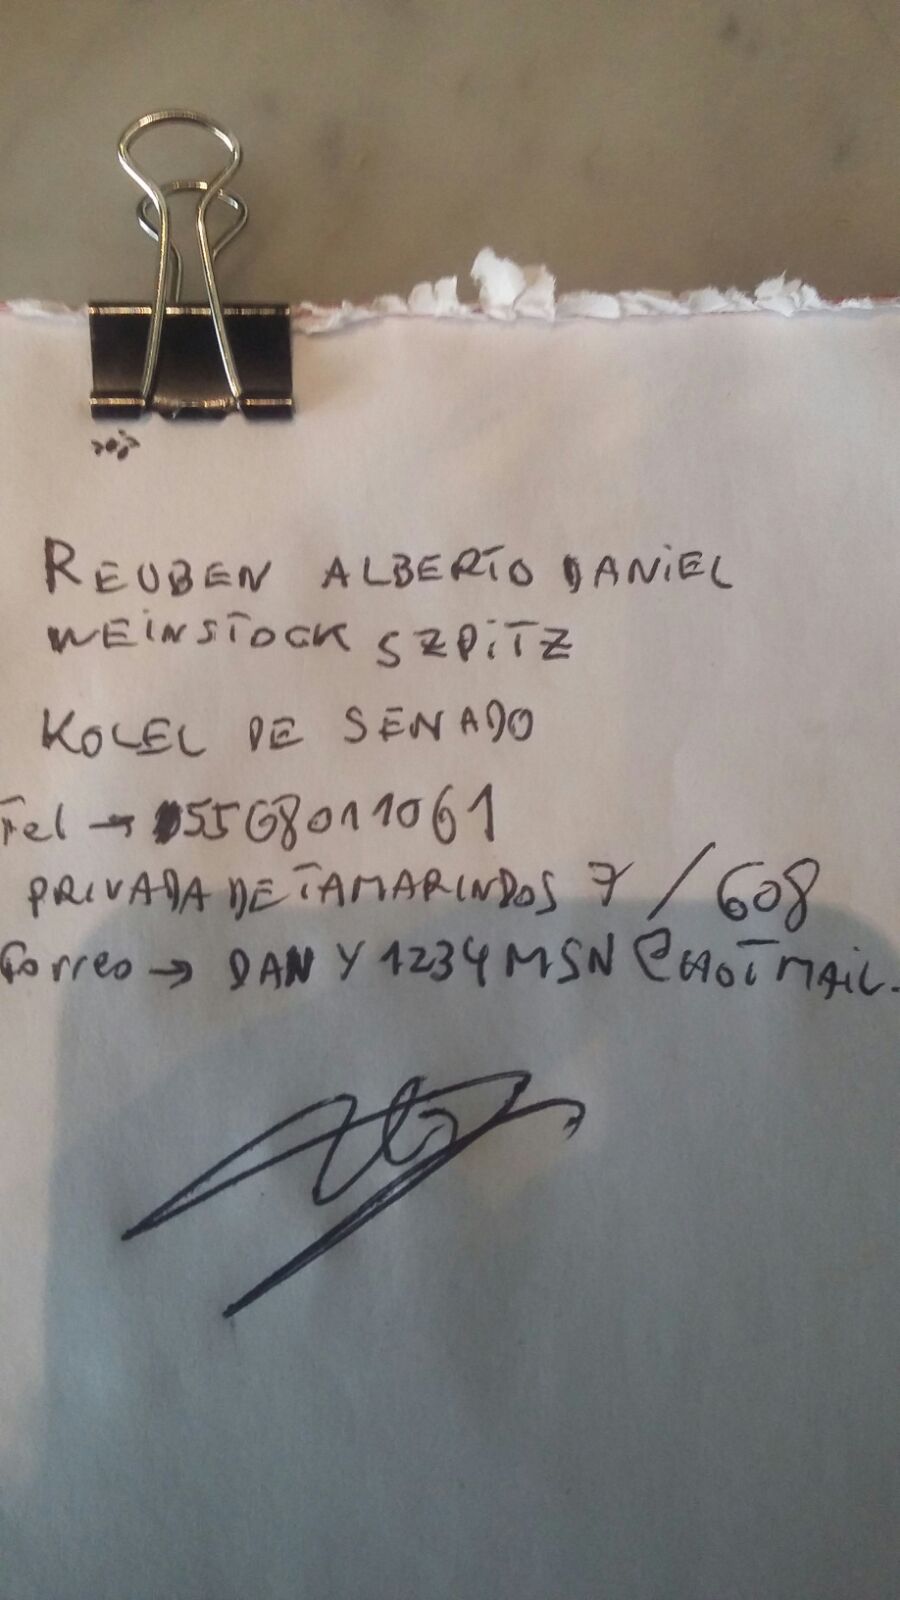 REUBEN ALBERTO DANIEL
WEINSTOCK SZPITZ
KOLEL DE SENADO
Tel → 5568011061
PRIVADA DE TAMARINDOS 7 / 608
Correo → DANY1234MSN@HOTMAIL.